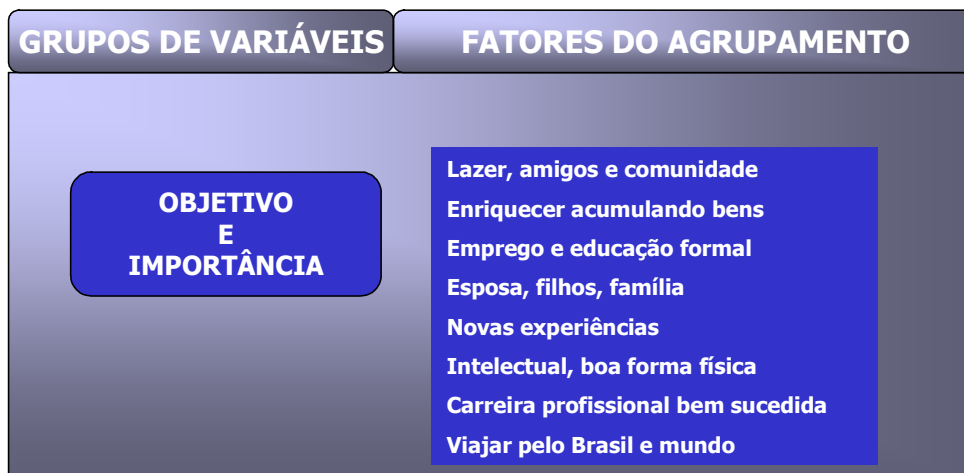 GRUPOS DE VARIÁVEIS
FATORES DO AGRUPAMENTO
OBJETIVO
E
IMPORTÂNCIA
Lazer, amigos e comunidade
Enriquecer acumulando bens
Emprego e educação formal
Esposa, filhos, família
Novas experiências
Intelectual, boa forma física
Carreira profissional bem sucedida
Viajar pelo Brasil e mundo